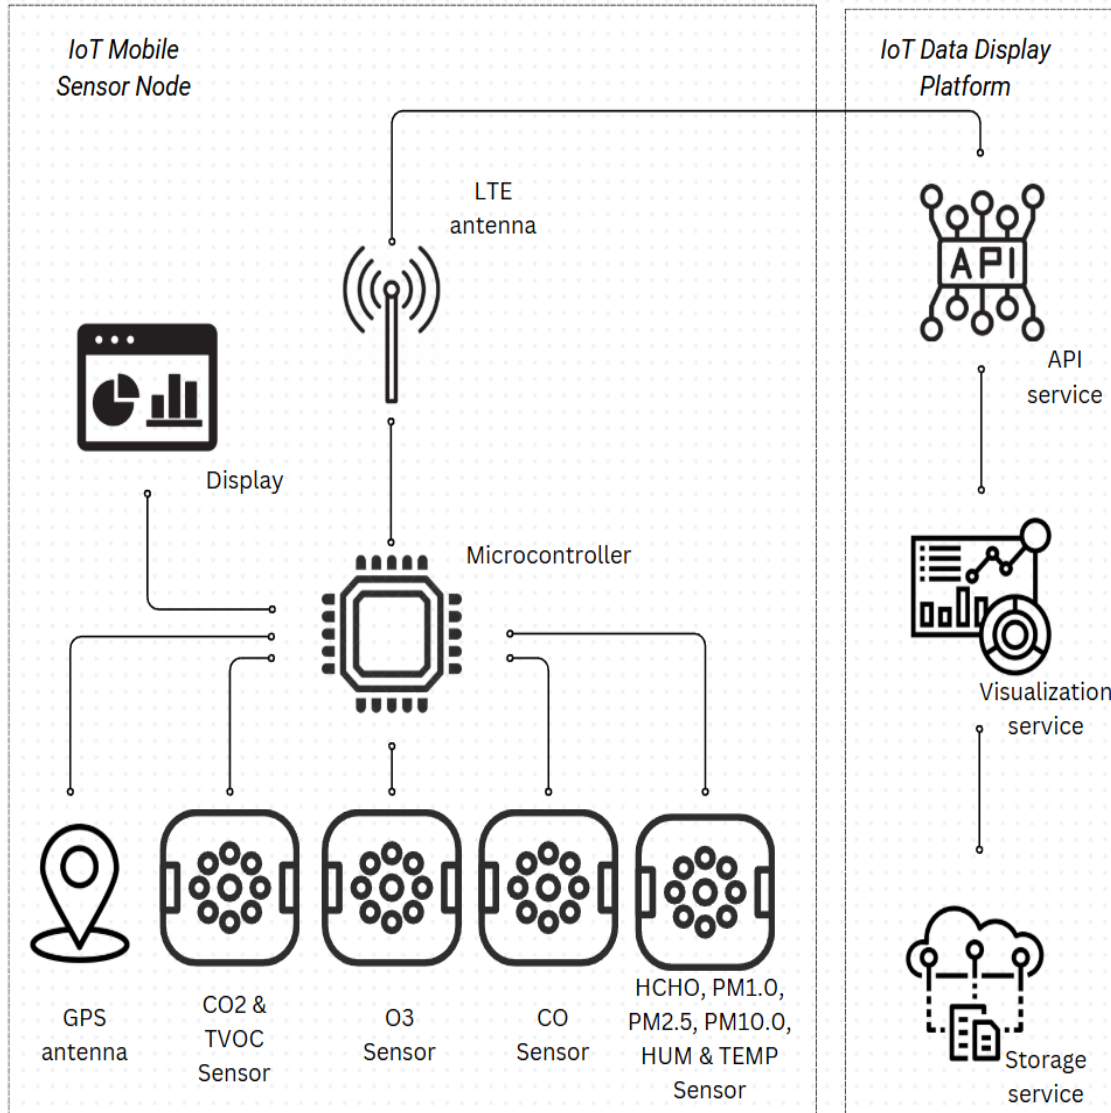 IoT Mobile
Sensor Node
IoT Data Display
Platform
LTE
antenna
API
API
service
Display
Microcontroller
Visualization
service
GPS
antenna
CO2 &
TVOC
Sensor
O3
Sensor
CO
Sensor
HCHO, PM1.0,
PM2.5, PM10.0,
HUM & TEMP
Sensor
Storage
service